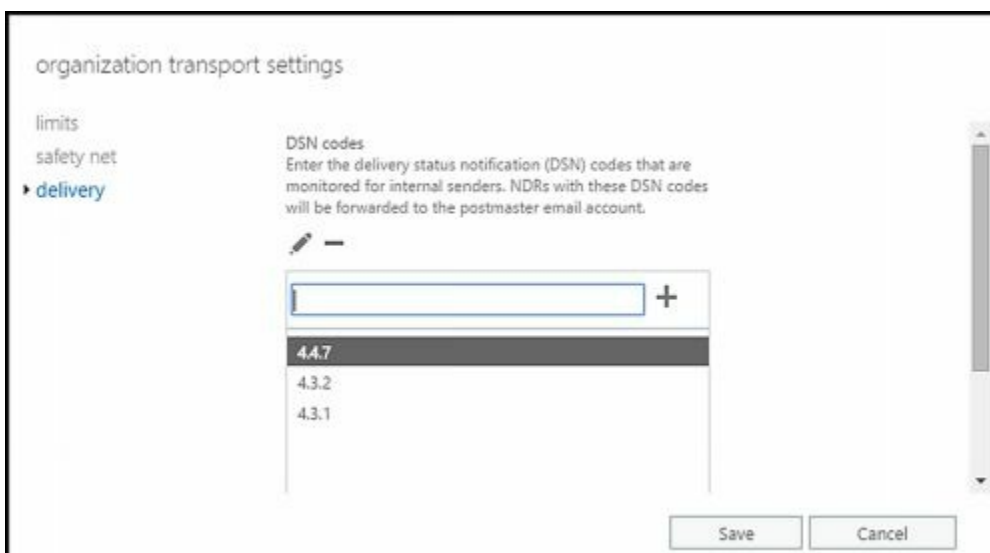 organization transport settings
limits
safety net
delivery
DSN codes
Enter the delivery status notification (DSN) codes that are
monitored for internal senders. NDRs with these DSN codes
will be forwarded to the postmaster email account.
4.4.7
4.3.2
4.3.1
Save
Cancel